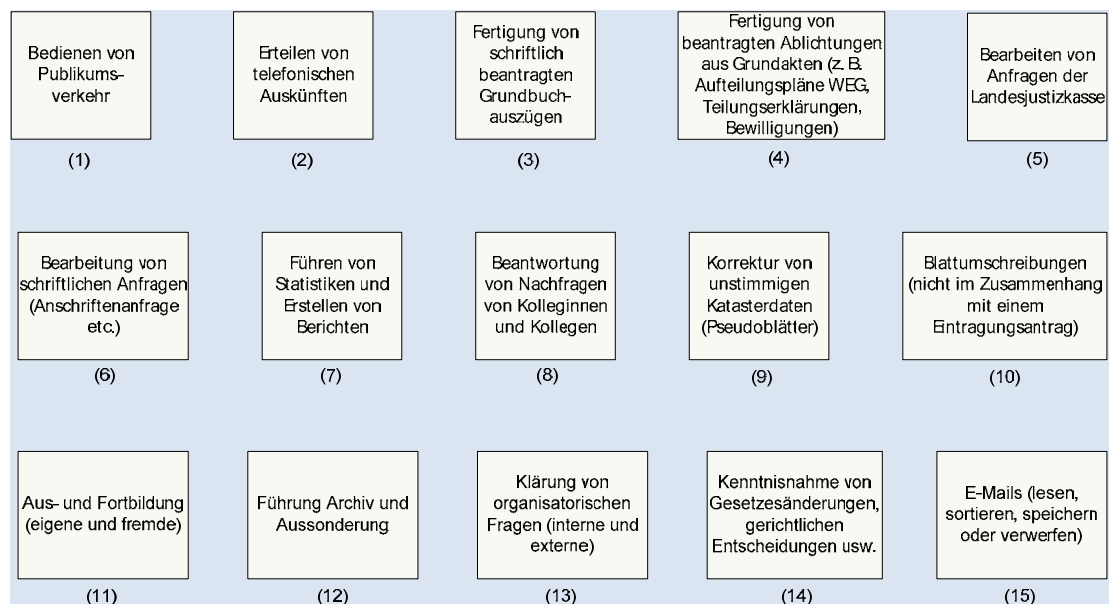 Bedienen von
Publikums-
verkehr
(1)
Erteilen von
telefonischen
Auskünften
(2)
Fertigung von
schriftlich
beantragten
Grundbuch-
auszügen
(3)
Fertigung von
beantragten Ablichtungen
aus Grundakten (z. B.
Aufteilungspläne WEG,
Teilungserklärungen,
Bewilligungen)
(4)
Bearbeiten von
Anfragen der
Landesjustizkasse
(5)
Bearbeitung von
schriftlichen Anfragen
(Anschriftenanfrage
etc.)
(6)
Führen von
Statistiken und
Erstellen von
Berichten
(7)
Beantwortung
von Nachfragen
von Kolleginnen
und Kollegen
(8)
Korrektur von
unstimmigen
Katasterdaten
(Pseudoblätter)
(9)
Blattumschreibungen
(nicht im Zusammenhang
mit einem
Eintragungsantrag)
(10)
Aus- und Fortbildung
(eigene und fremde)
(11)
Führung Archiv und
Aussonderung
(12)
Klärung von
organisatorischen
Fragen (interne und
externe)
(13)
Kenntnisnahme von
Gesetzesänderungen,
gerichtlichen
Entscheidungen usw.
(14)
E-Mails (lesen,
sortieren, speichern
oder verwerfen)
(15)